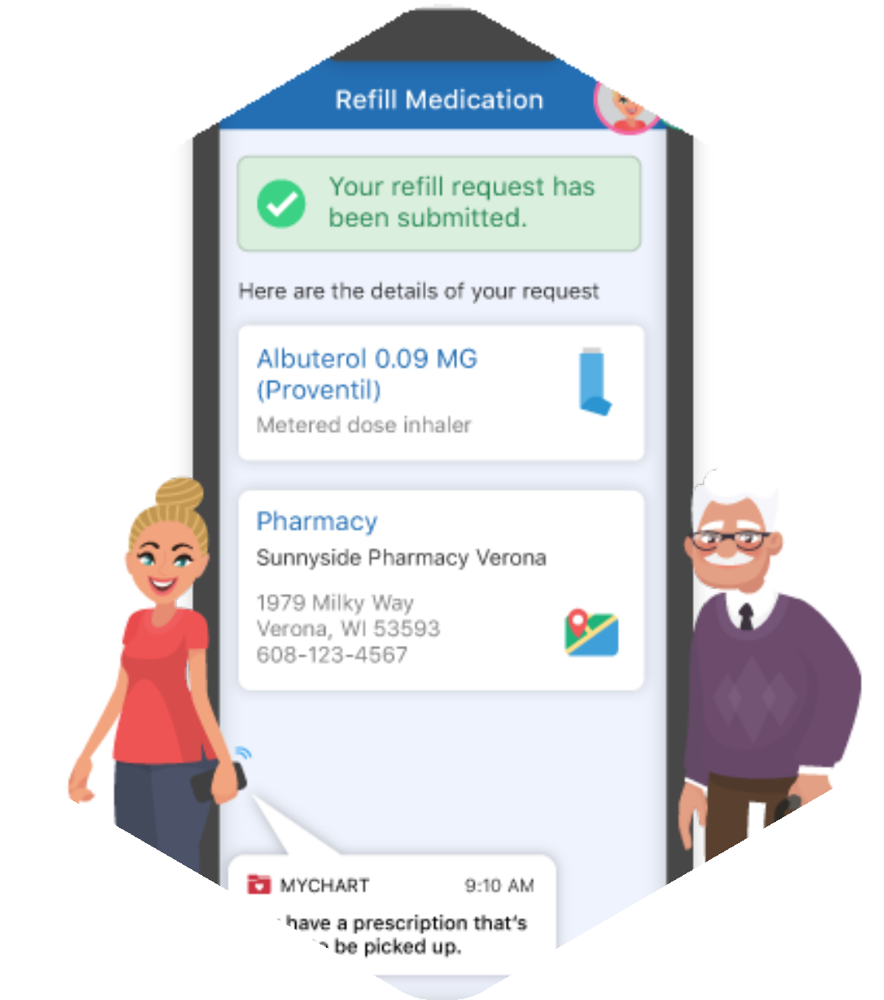 Refill Medication
Your refill request has
been submitted.
Here are the details of your request
Albuterol 0.09 MG
(Proventil)
Metered dose inhaler
Pharmacy
Sunnyside Pharmacy Verona
1979 Milky Way
Verona, WI 53593
608-123-4567
MYCHART 9:10 AM
have a prescription that's
be picked up.